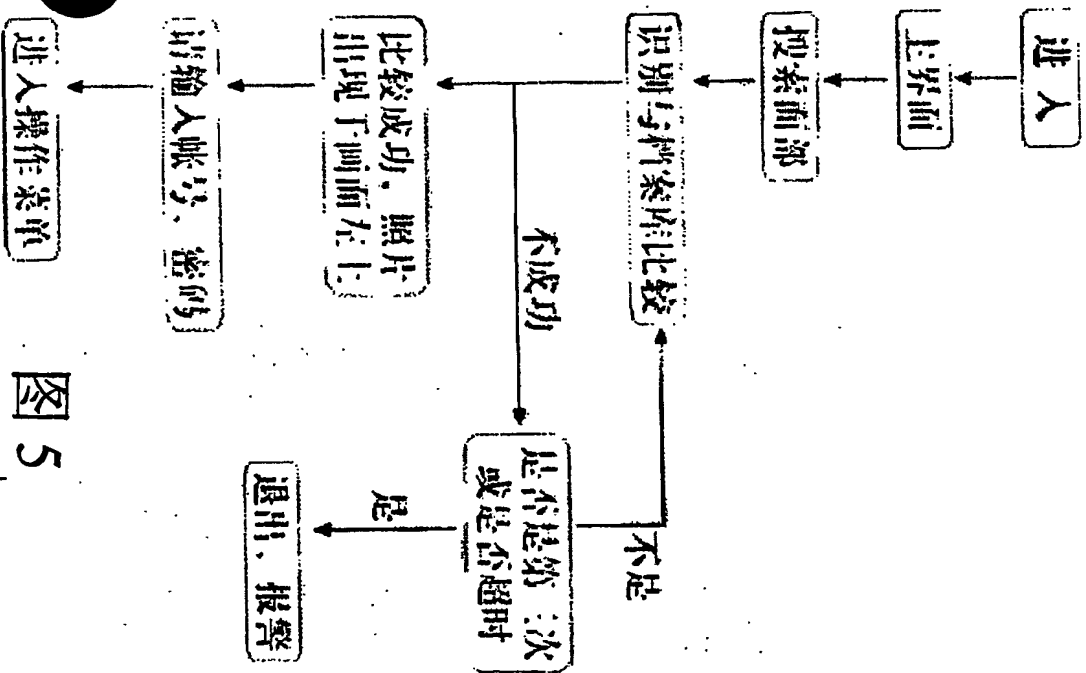 进入
主界面
搜索面部
识别与档案库比较
不成功
比较成功，照片
出现于画面左上
请输入帐号、密码
进入操作菜单
不是
是否是第 次
或是否超时
是
退出、报警
图 5